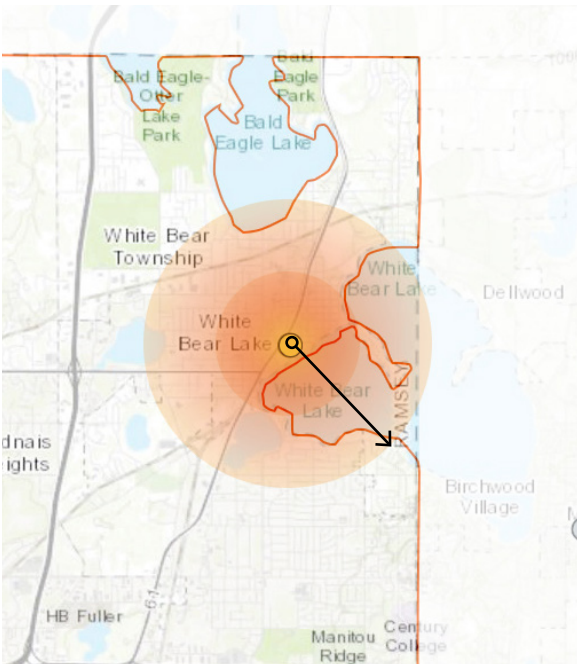 Bald
Eagle
Park
Bald Eagle-
Otter
Lake
Park
Bald
Eagle Lake
White Bear
Township
White
Bear Lake
Dellwood
White
Bear Lake
White Bear
Lake
RAMSEY
dnais
eights
Birchwood
Village
61
HB Fuller
Manitou
Ridge
Century
College